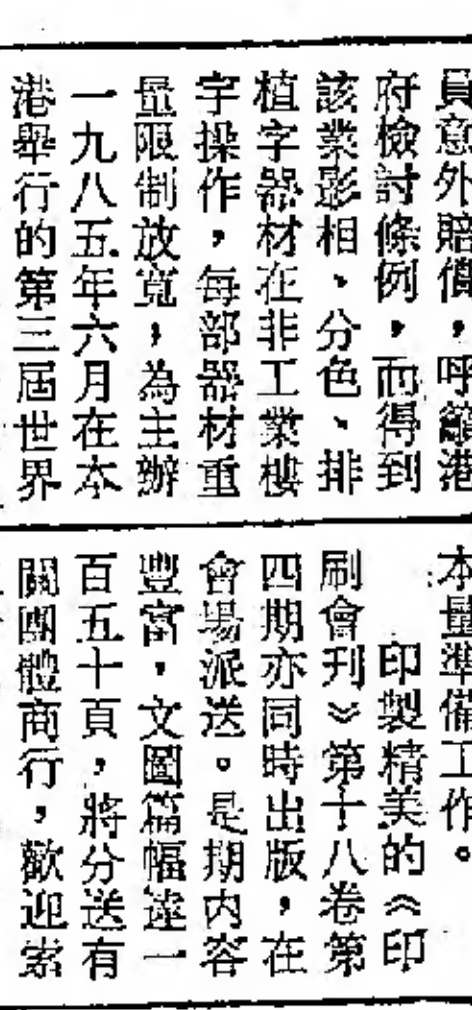 員意外賠償，呼籲港
府檢討條例，而得到
該業影相、分色、排
植字器材在非工業樓
字操作，每部器材重
量限制放寬，為主辦
一九八五年六月在本
港舉行的第三屆世界
本量準備工作。
印製精美的《印
刷會刊》第十八卷第
四期亦同時出版，在
會場派送。是期內容
豐富，文圖篇幅達一
百五十頁，將分送有
關團體商行，歡迎索